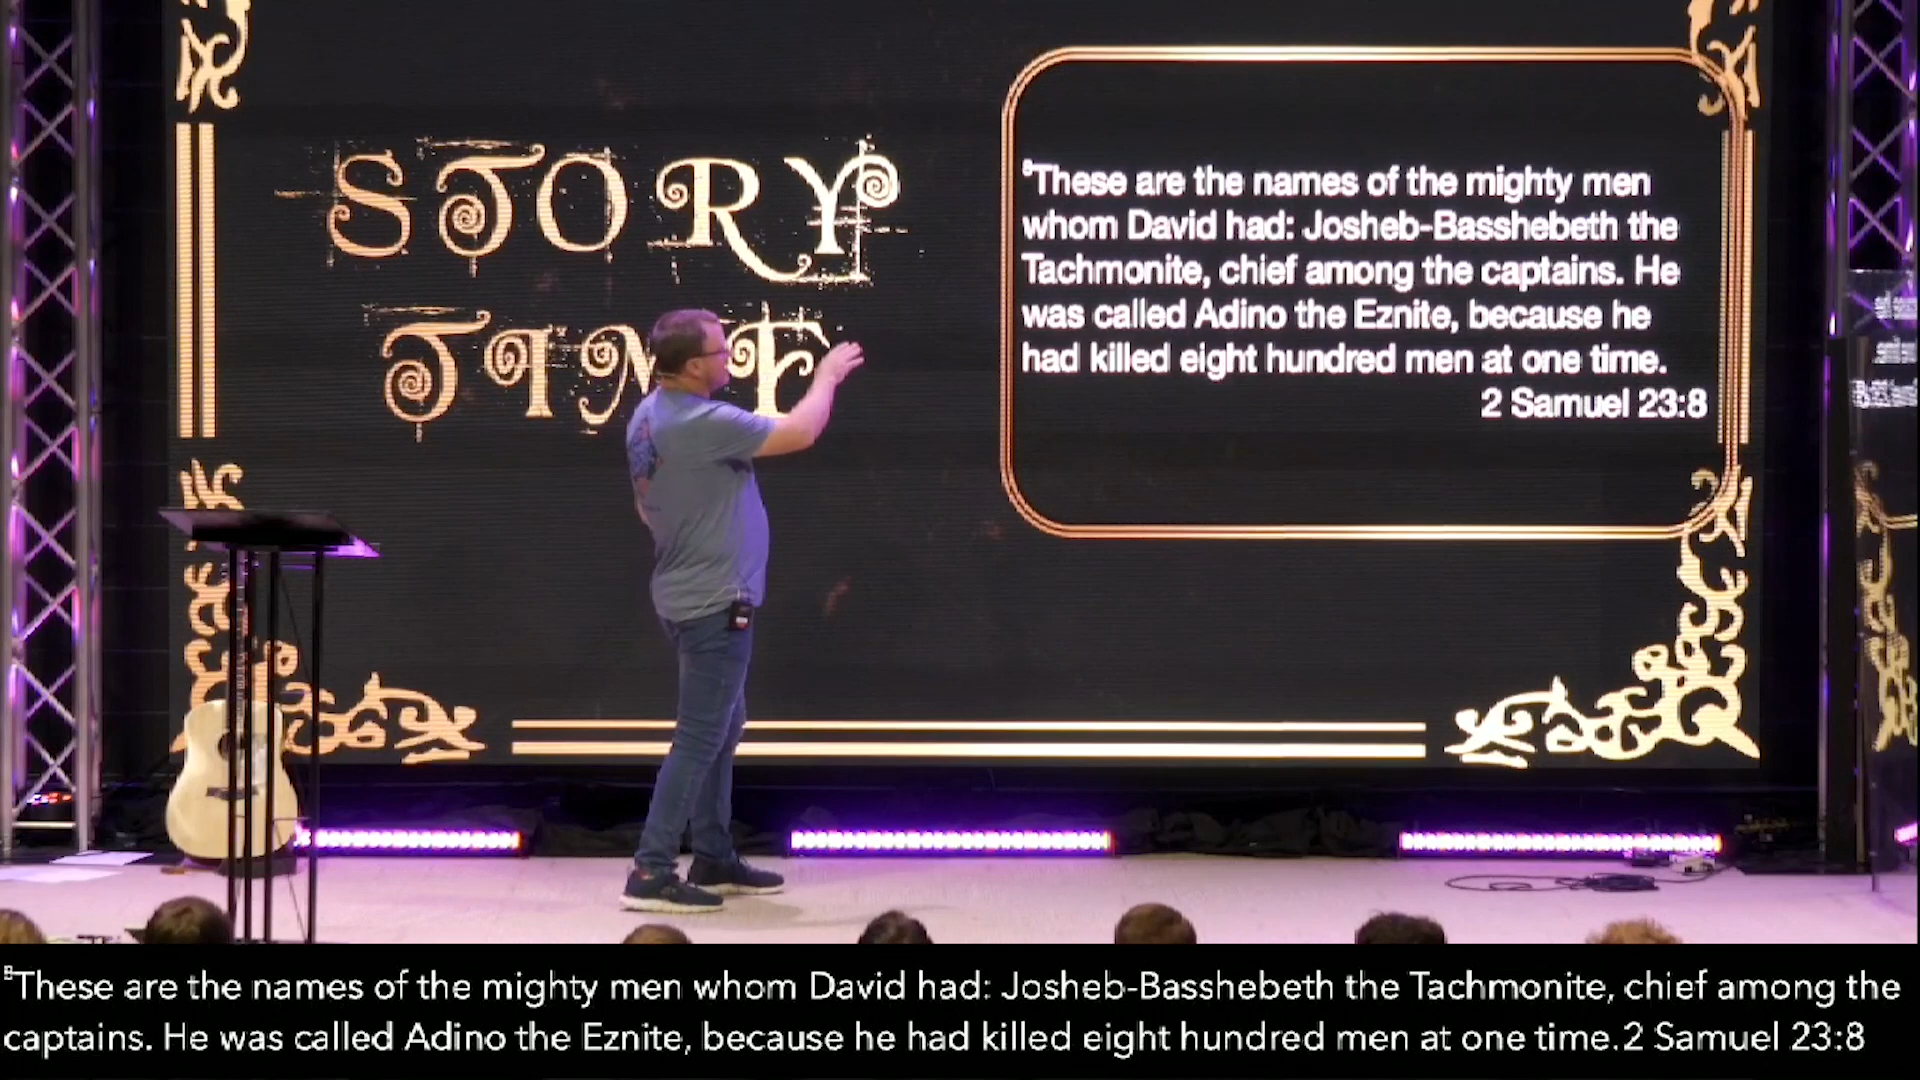 STORY
TIME
⁸These are the names of the mighty men
whom David had: Josheb-Basshebeth the
Tachmonite, chief among the captains. He
was called Adino the Eznite, because he
had killed eight hundred men at one time.
2 Samuel 23:8
⁸These are the names of the mighty men whom David had: Josheb-Basshebeth the Tachmonite, chief among the
captains. He was called Adino the Eznite, because he had killed eight hundred men at one time.2 Samuel 23:8